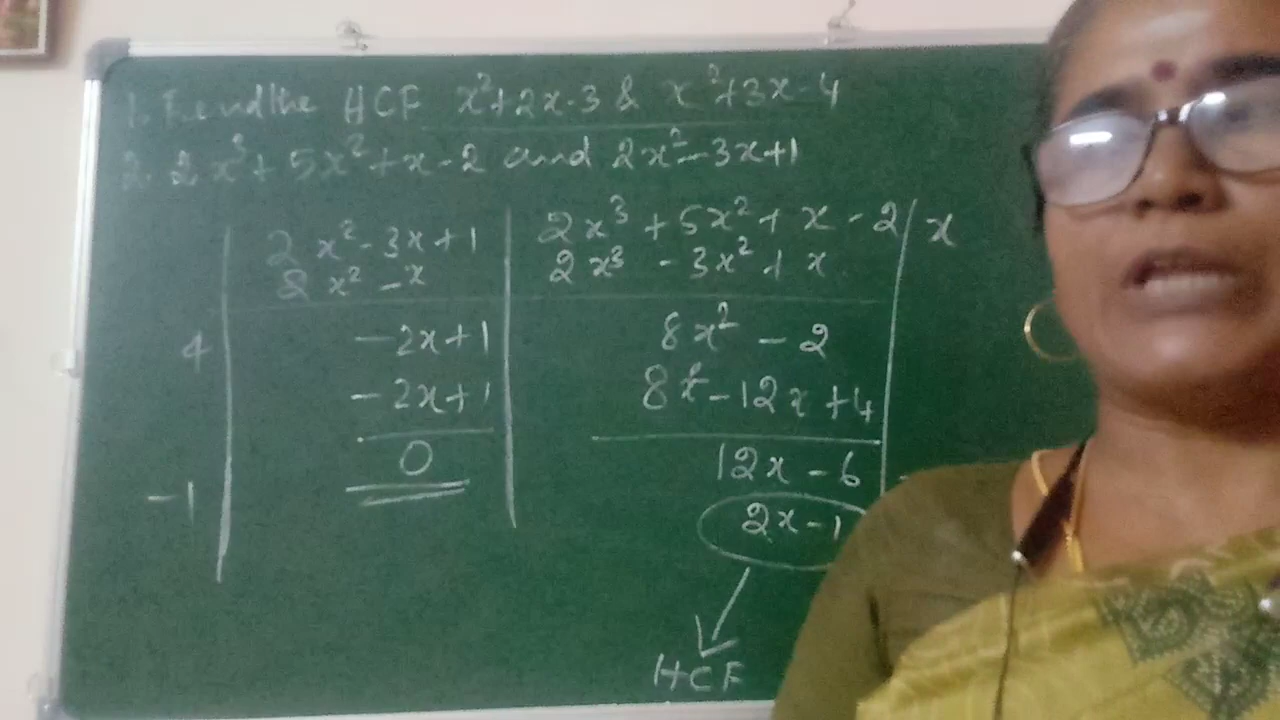 1. Find the HCF x²+2x-3 & x²+3x-4
2. 2x³+5x²+x-2 and 2x²-3x+1
2x²-3x+1 2x³+5x²+x-2 x
2x²-x 2x³-3x²+x
4 -2x+1 8x²-2
-2x+1 8x²-12x+4
0 12x-6
-1 2x-1
HCF